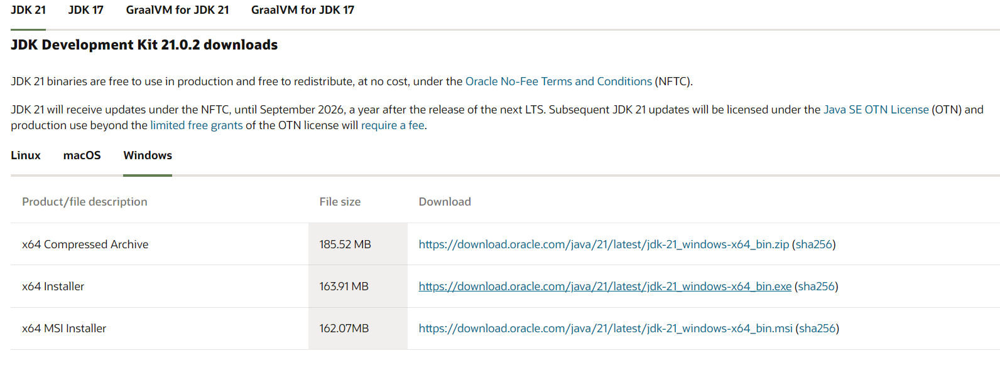 JDK 21 JDK 17 GraalVM for JDK 21 GraalVM for JDK 17
JDK Development Kit 21.0.2 downloads
JDK 21 binaries are free to use in production and free to redistribute, at no cost, under the Oracle No-Fee Terms and Conditions (NFTC).
JDK 21 will receive updates under the NFTC, until September 2026, a year after the release of the next LTS. Subsequent JDK 21 updates will be licensed under the Java SE OTN License (OTN) and
production use beyond the limited free grants of the OTN license will require a fee.
Linux macOS Windows
Product/file description File size Download
x64 Compressed Archive 185.52 MB https://download.oracle.com/java/21/latest/jdk-21_windows-x64_bin.zip (sha256)
x64 Installer 163.91 MB https://download.oracle.com/java/21/latest/jdk-21_windows-x64_bin.exe (sha256)
x64 MSI Installer 162.07MB https://download.oracle.com/java/21/latest/jdk-21_windows-x64_bin.msi (sha256)